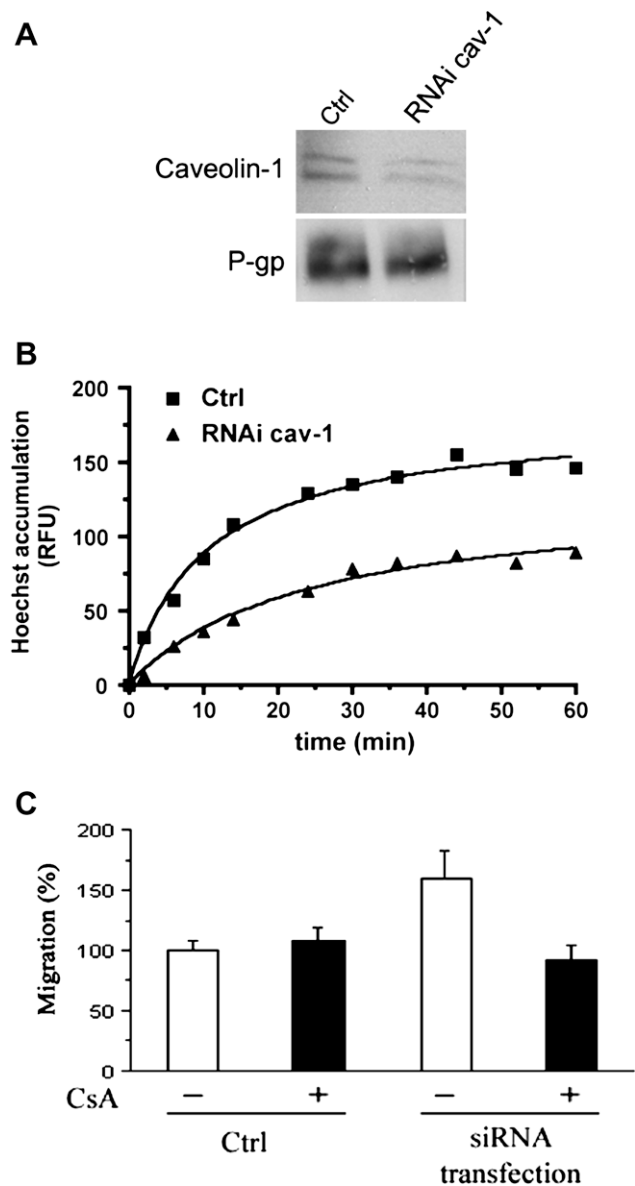 A
Ctrl
RNAi cav-1
Caveolin-1
P-gp
B
Ctrl
RNAi cav-1
Hoechst accumulation
(RFU)
200
150
100
50
0
0 10 20 30 40 50 60
time (min)
C
Migration (%)
200
150
100
50
0
CsA − + − +
Ctrl
siRNA
transfection